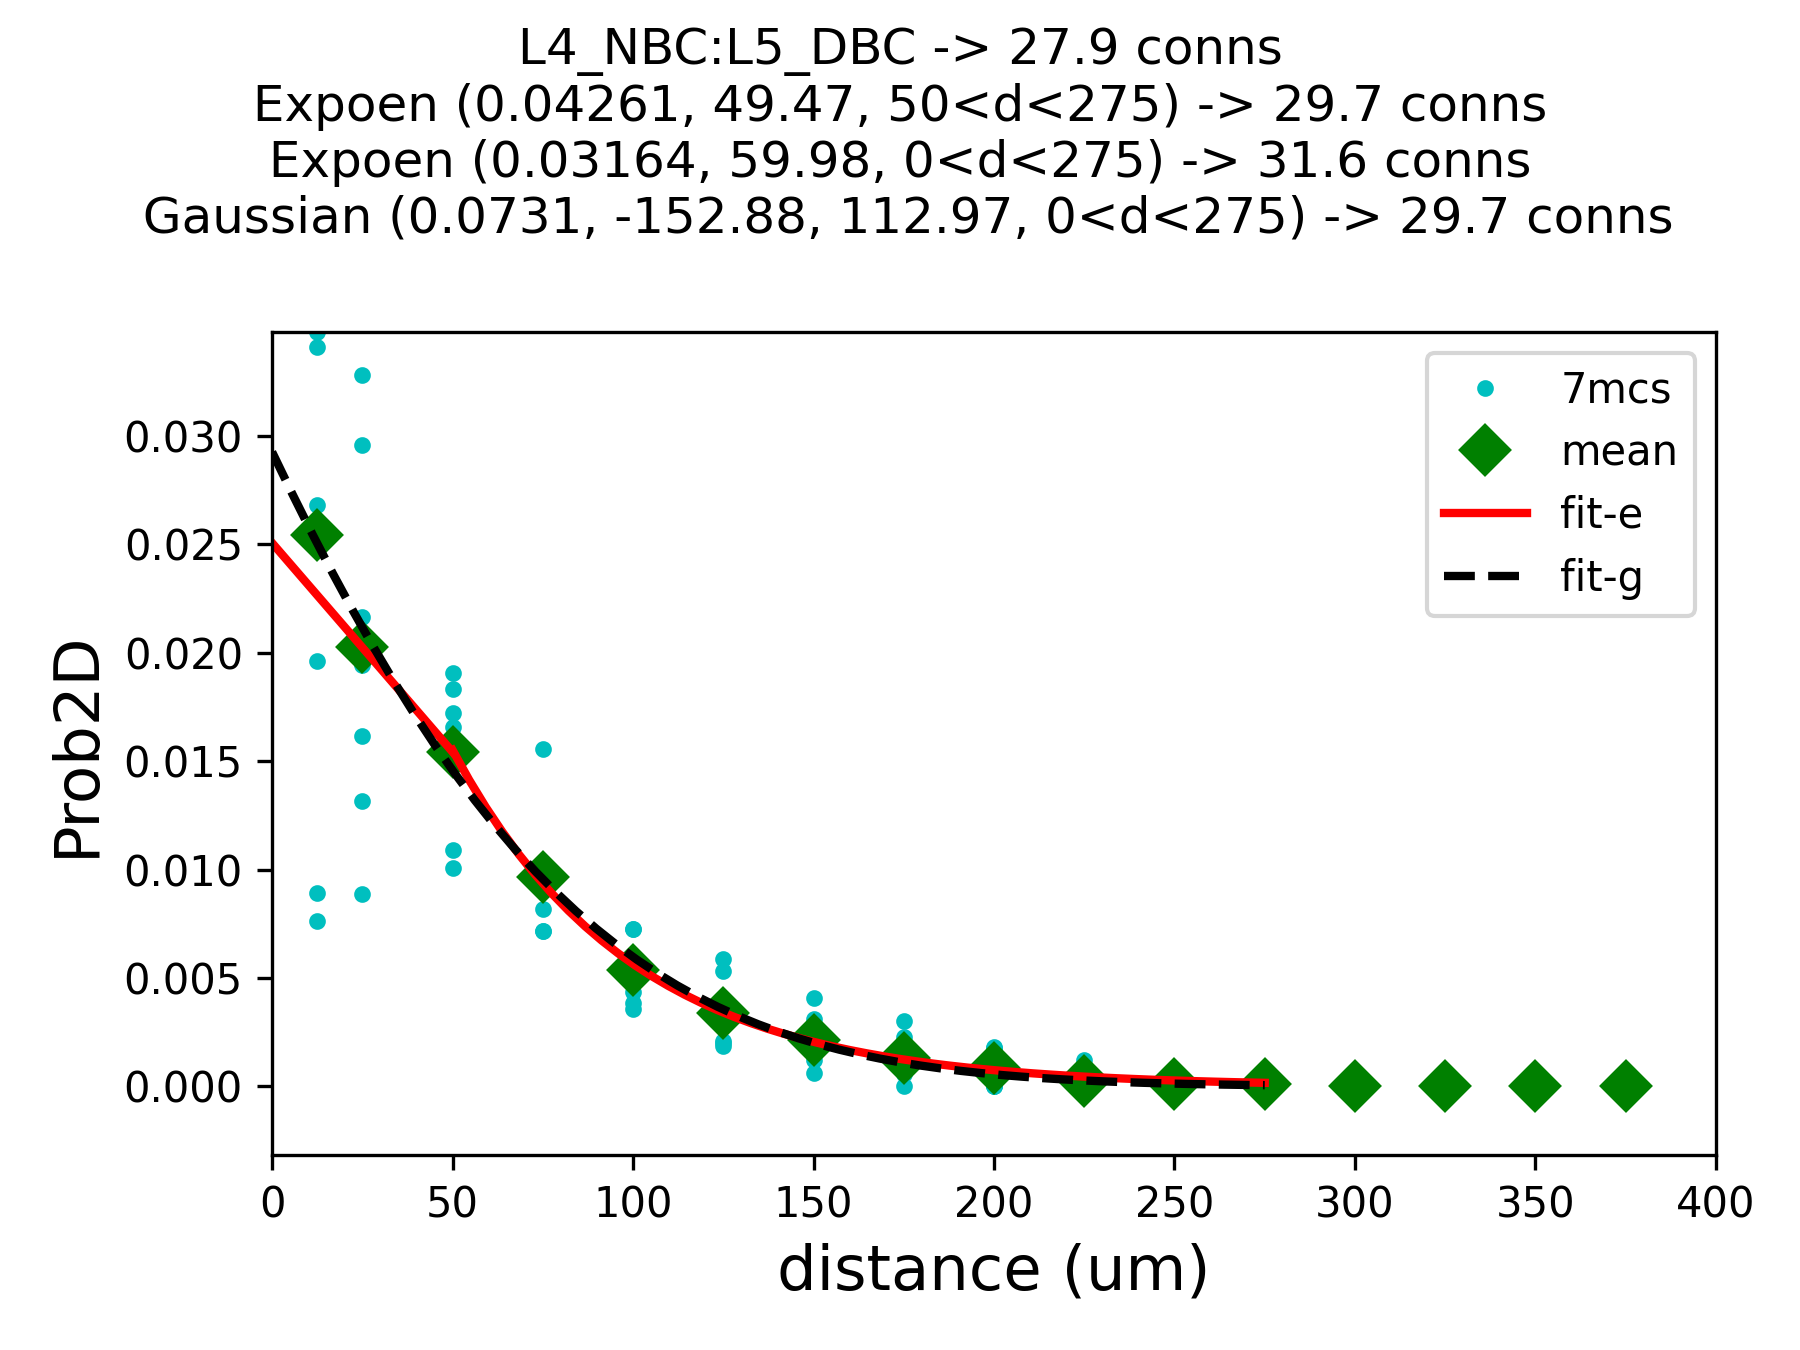 L4_NBC:L5_DBC -> 27.9 conns
Expoen (0.04261, 49.47, 50<d<275) -> 29.7 conns
Expoen (0.03164, 59.98, 0<d<275) -> 31.6 conns
Gaussian (0.0731, -152.88, 112.97, 0<d<275) -> 29.7 conns
7mcs
mean
fit-e
fit-g
Prob2D
0.030
0.025
0.020
0.015
0.010
0.005
0.000
0 50 100 150 200 250 300 350 400
distance (um)